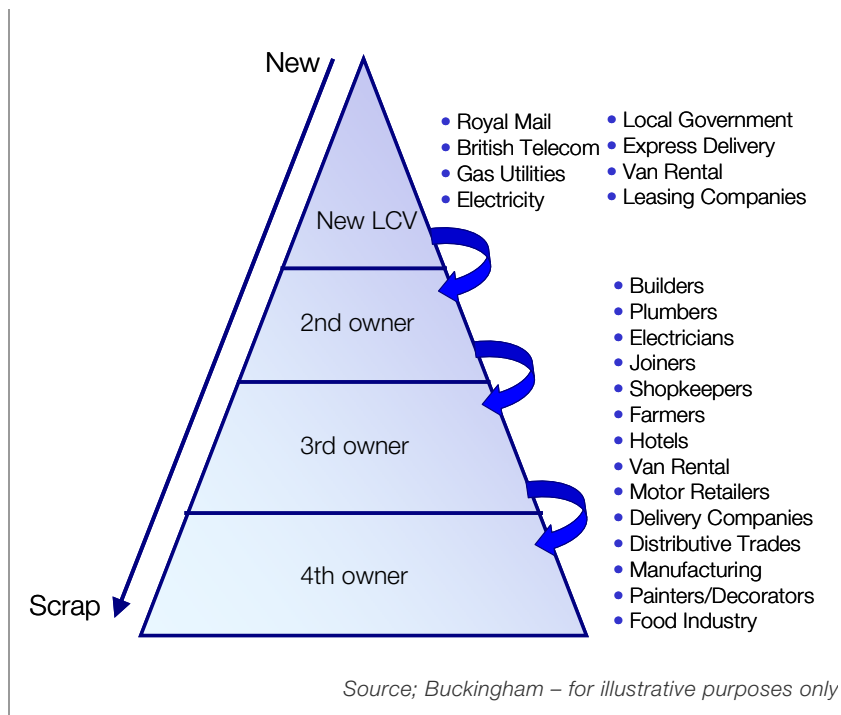 New
• Royal Mail
• British Telecom
• Gas Utilities
• Electricity
• Local Government
• Express Delivery
• Van Rental
• Leasing Companies
New LCV
2nd owner
3rd owner
4th owner
• Builders
• Plumbers
• Electricians
• Joiners
• Shopkeepers
• Farmers
• Hotels
• Van Rental
• Motor Retailers
• Delivery Companies
• Distributive Trades
• Manufacturing
• Painters/Decorators
• Food Industry
Scrap
Source; Buckingham – for illustrative purposes only